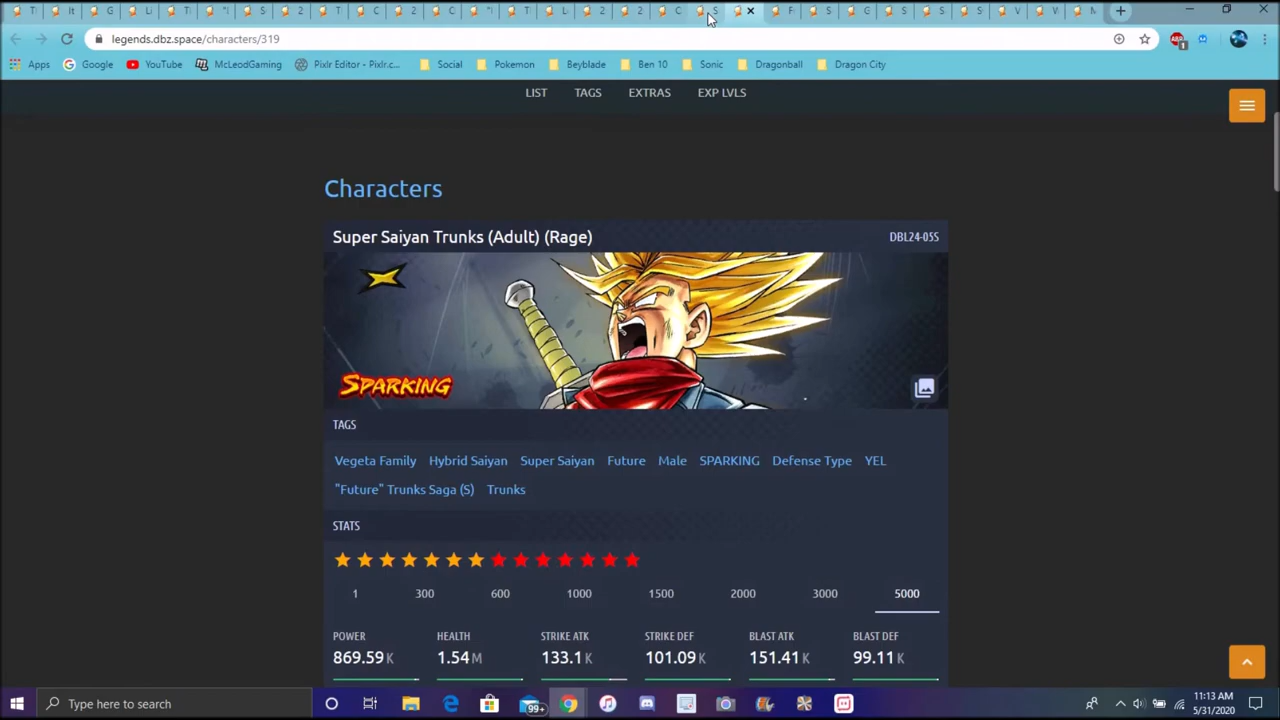 legends.dbz.space/characters/319
Apps Google YouTube McLeodGaming Pixlr Editor - Pixlr.c... Social Pokemon Beyblade Ben 10 Sonic Dragonball Dragon City
LIST TAGS EXTRAS EXP LVLS
Characters
Super Saiyan Trunks (Adult) (Rage) DBL24-05S
SPARKING
TAGS
Vegeta Family Hybrid Saiyan Super Saiyan Future Male SPARKING Defense Type YEL
"Future" Trunks Saga (S) Trunks
STATS
1 300 600 1000 1500 2000 3000 5000
POWER HEALTH STRIKE ATK STRIKE DEF BLAST ATK BLAST DEF
869.59 K 1.54 M 133.1 K 101.09 K 151.41 K 99.11 K
Type here to search
99+
11:13 AM
5/31/2020